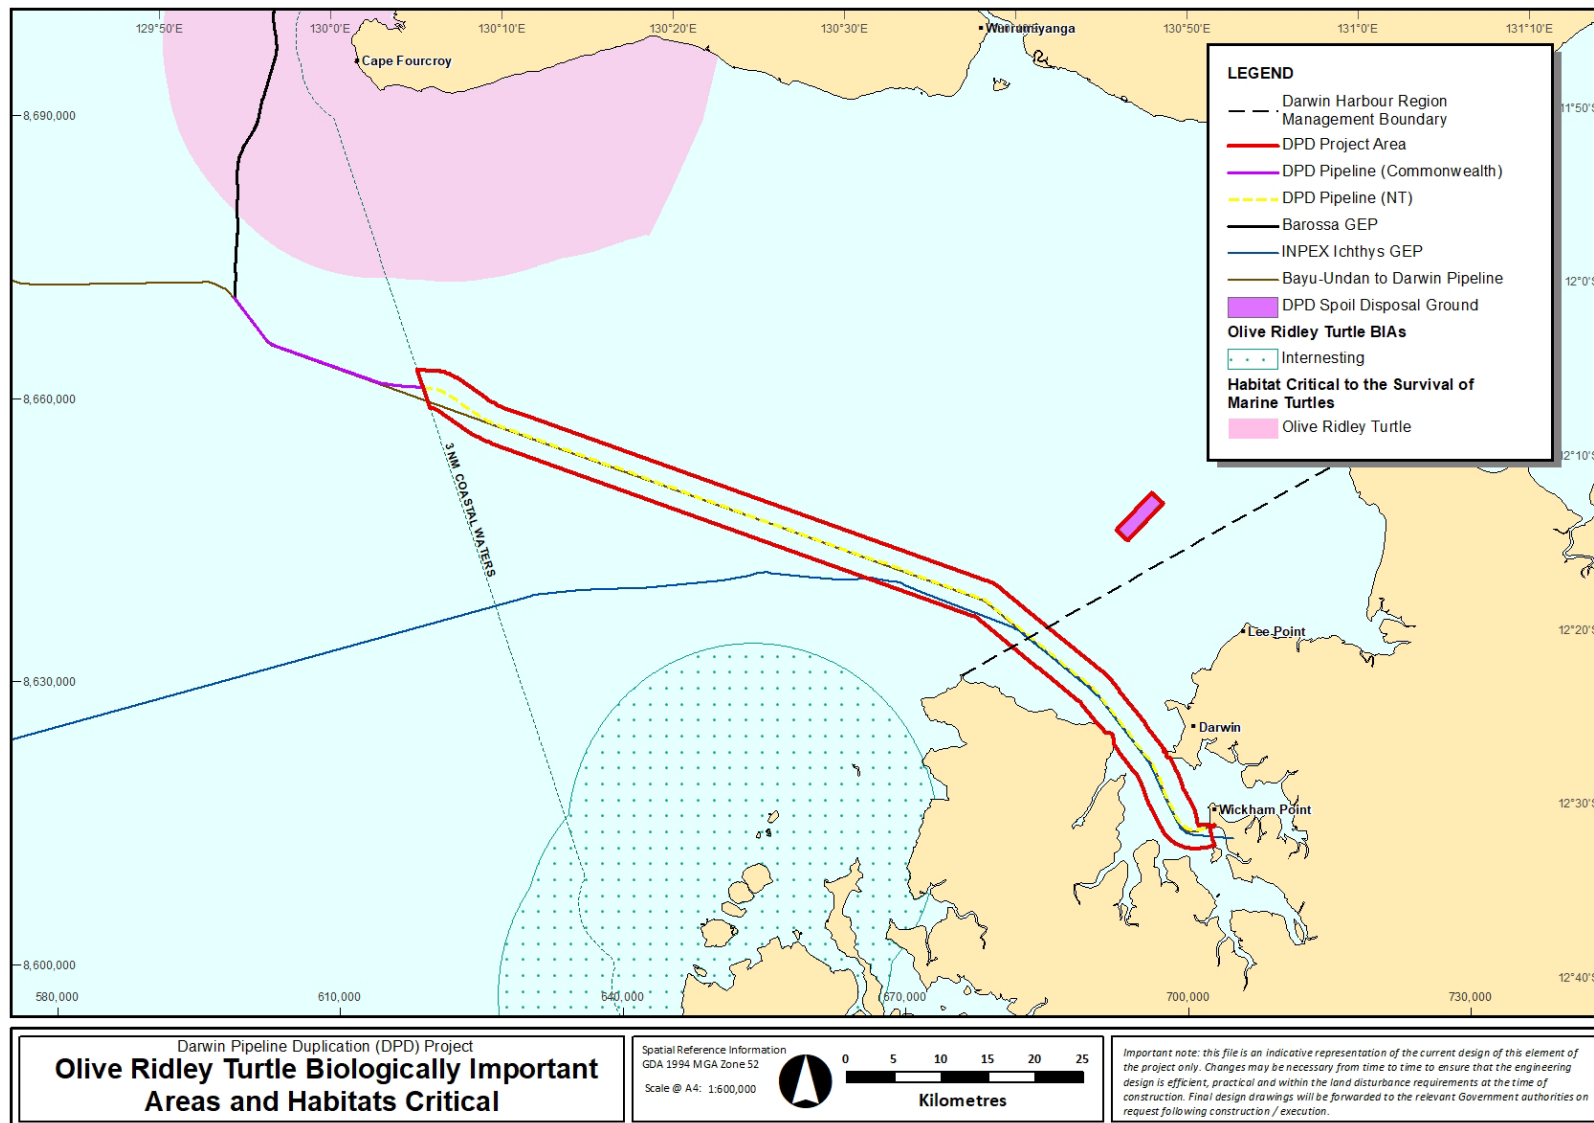 129°50'E
130°0'E
130°10'E
130°20'E
130°30'E
130°50'E
131°0'E
131°10'E
Wurrumiyanga
Cape Fourcroy
8,690,000
8,660,000
8,630,000
8,600,000
11°50'S
12°0'S
12°10'S
12°20'S
12°30'S
12°40'S
LEGEND
Darwin Harbour Region
Management Boundary
DPD Project Area
DPD Pipeline (Commonwealth)
DPD Pipeline (NT)
Barossa GEP
INPEX Ichthys GEP
Bayu-Undan to Darwin Pipeline
DPD Spoil Disposal Ground
Olive Ridley Turtle BIAs
Internesting
Habitat Critical to the Survival of
Marine Turtles
Olive Ridley Turtle
3 NM COASTAL WATERS
Lee Point
Darwin
Wickham Point
580,000
610,000
640,000
670,000
700,000
730,000
Darwin Pipeline Duplication (DPD) Project
Olive Ridley Turtle Biologically Important
Areas and Habitats Critical
Spatial Reference Information
GDA 1994 MGA Zone 52
Scale @ A4: 1:600,000
0 5 10 15 20 25
Kilometres
Important note: this file is an indicative representation of the current design of this element of
the project only. Changes may be necessary from time to time to ensure that the engineering
design is efficient, practical and within the land disturbance requirements at the time of
construction. Final design drawings will be forwarded to the relevant Government authorities on
request following construction / execution.